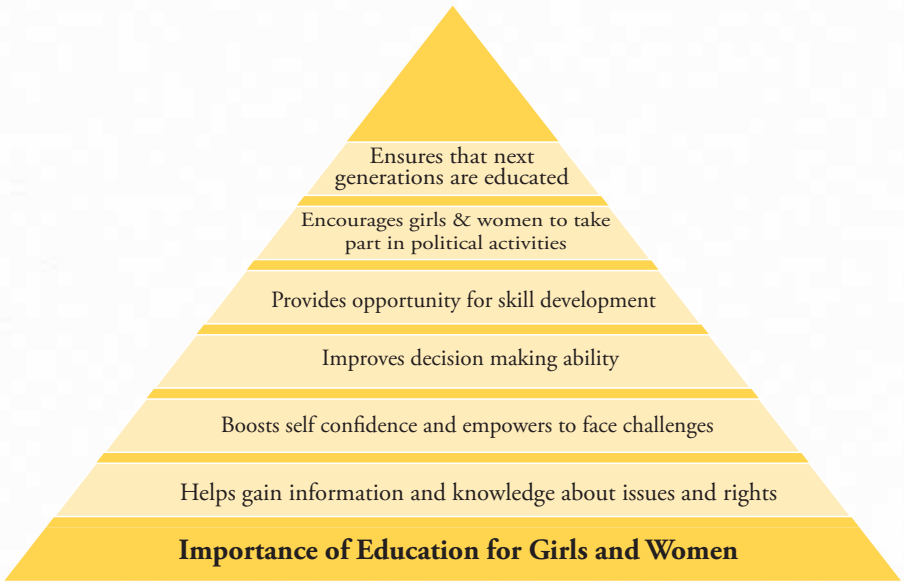 Ensures that next
generations are educated
Encourages girls & women to take
part in political activities
Provides opportunity for skill development
Improves decision making ability
Boosts self confidence and empowers to face challenges
Helps gain information and knowledge about issues and rights
Importance of Education for Girls and Women